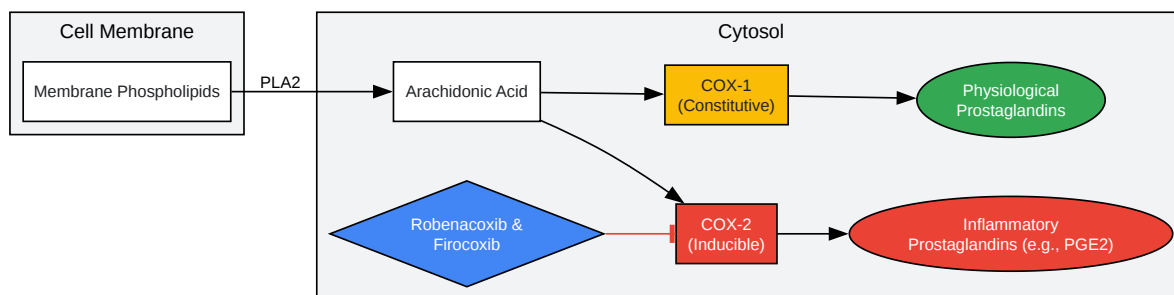 Cell Membrane
Cytosol
Membrane Phospholipids
PLA2
Arachidonic Acid
COX-1
(Constitutive)
Physiological
Prostaglandins
Robenacoxib &
Firocoxib
COX-2
(Inducible)
Inflammatory
Prostaglandins (e.g., PGE2)